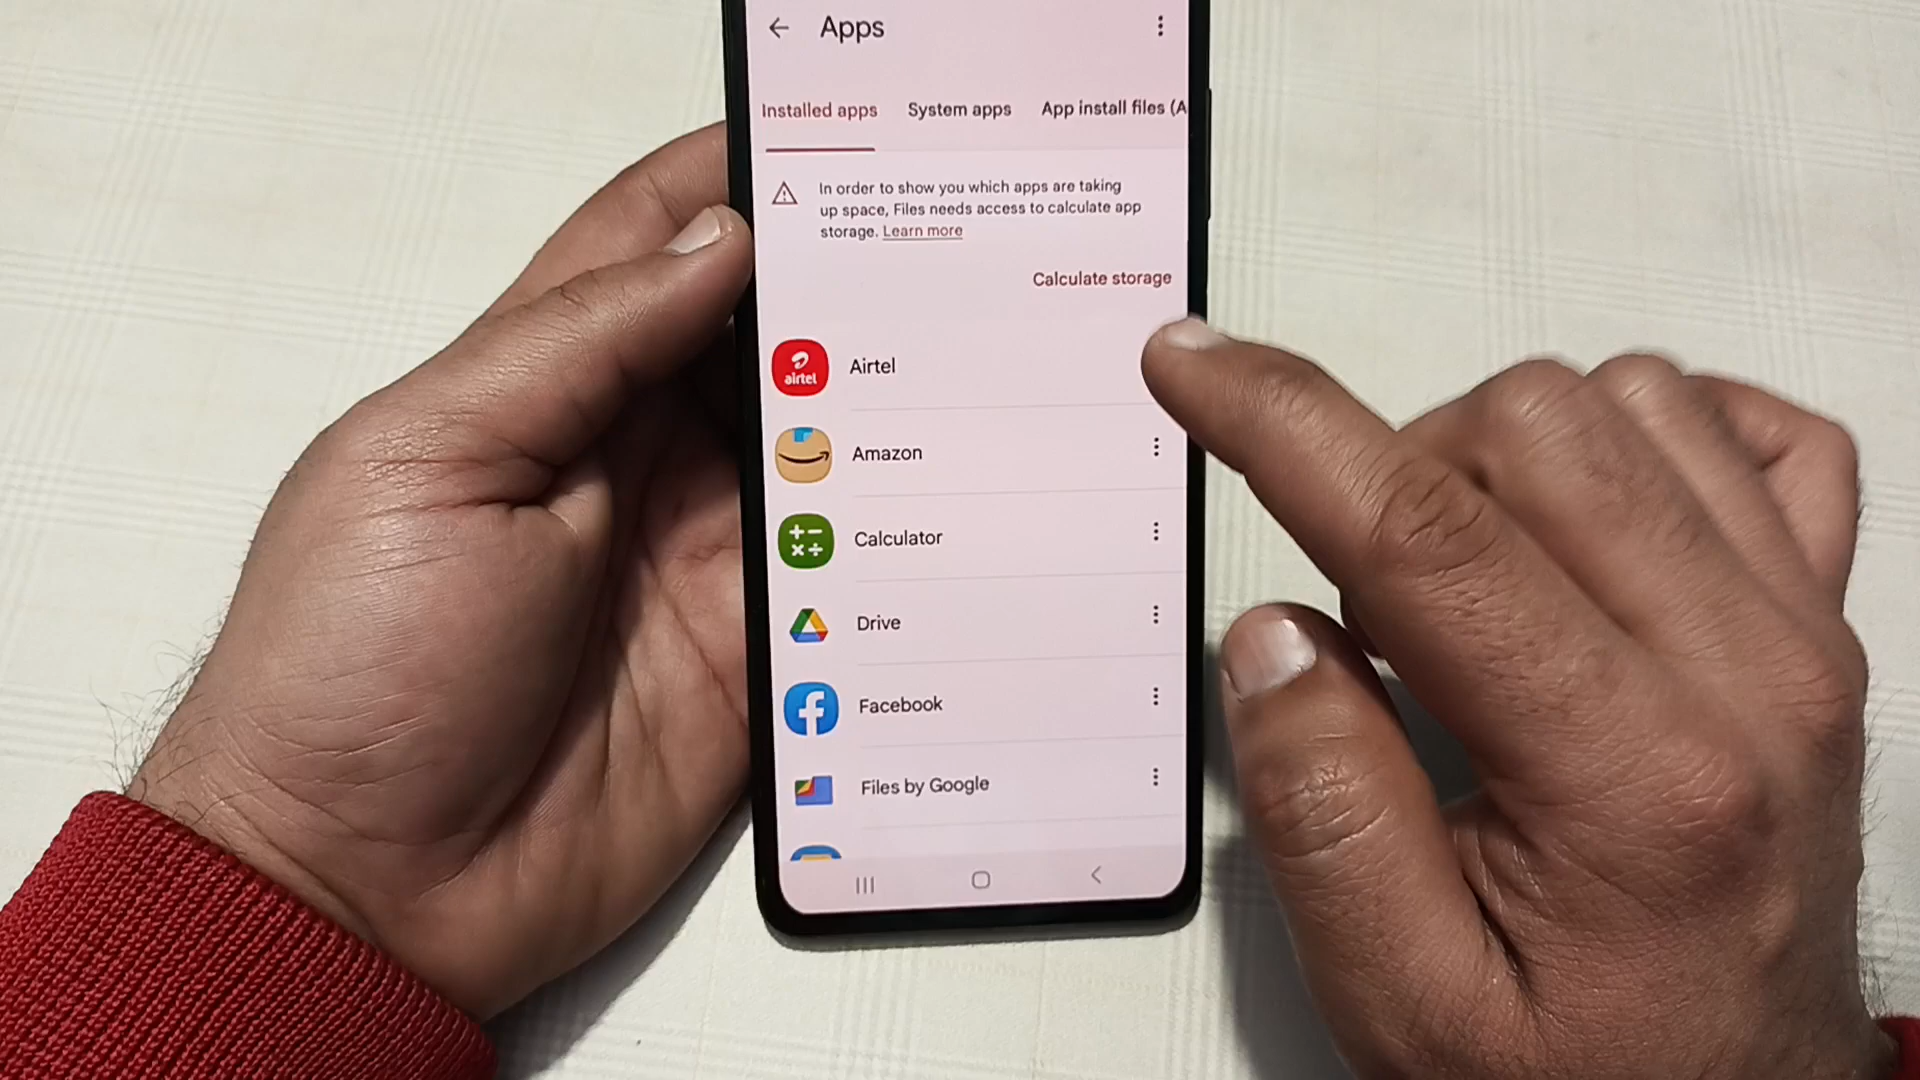 Apps
Installed apps System apps App install files (A
In order to show you which apps are taking
up space, Files needs access to calculate app
storage. Learn more
Calculate storage
airtel Airtel
Amazon
Calculator
Drive
Facebook
Files by Google